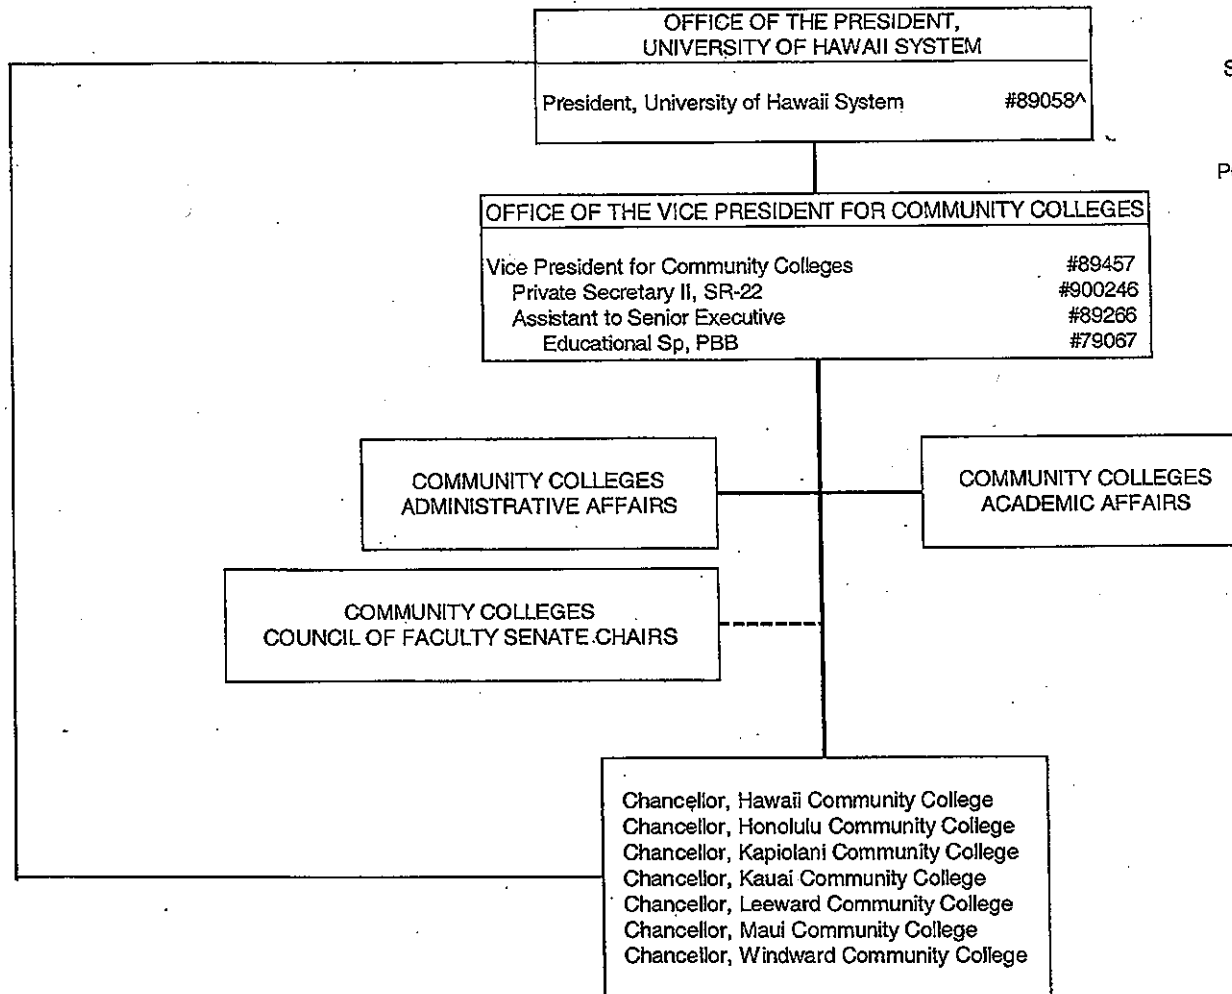 OFFICE OF THE PRESIDENT,
UNIVERSITY OF HAWAII SYSTEM
President, University of Hawaii System #89058^
OFFICE OF THE VICE PRESIDENT FOR COMMUNITY COLLEGES
Vice President for Community Colleges #89457
Private Secretary II, SR-22 #900246
Assistant to Senior Executive #89266
Educational Sp, PBB #79067
COMMUNITY COLLEGES
ADMINISTRATIVE AFFAIRS
COMMUNITY COLLEGES
ACADEMIC AFFAIRS
COMMUNITY COLLEGES
COUNCIL OF FACULTY SENATE CHAIRS
Chancellor, Hawaii Community College
Chancellor, Honolulu Community College
Chancellor, Kapiolani Community College
Chancellor, Kauai Community College
Chancellor, Leeward Community College
Chancellor, Maui Community College
Chancellor, Windward Community College